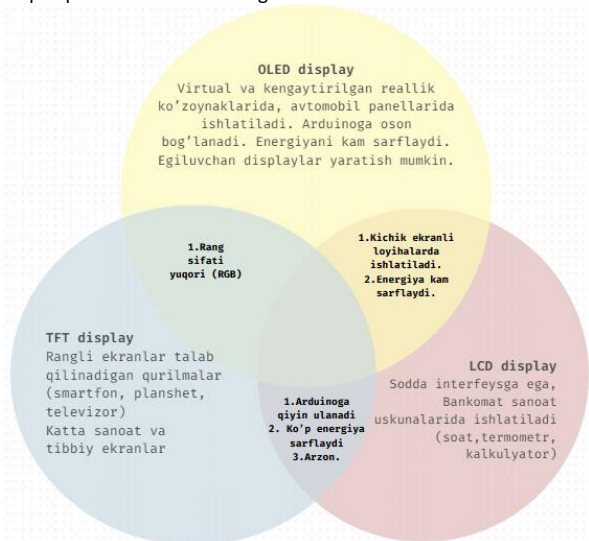 OLED display
Virtual va kengaytirilgan reallik
ko'zoynaklarida, avtomobil panellarida
ishlatiladi. Arduinoga oson
bog'lanadi. Energiyani kam sarflaydi.
Egiluvchan displaylar yaratish mumkin.
1.Rang
sifati
yuqori (RGB)
1.Kichik ekranli
loyihalarda
ishlatiladi.
2.Energiya kam
sarflaydi.
TFT display
Rangli ekranlar talab
qilinadigan qurilmalar
(smartfon, planshet,
televizor)
Katta sanoat va
tibbiy ekranlar
1.Arduinoga
qiyin ulanadi
2. Ko'p energiya
sarflaydi
3.Arzon.
LCD display
Sodda interfeysga ega,
Bankomat sanoat
uskunalarida ishlatiladi
(soat,termometr,
kalkulyator)